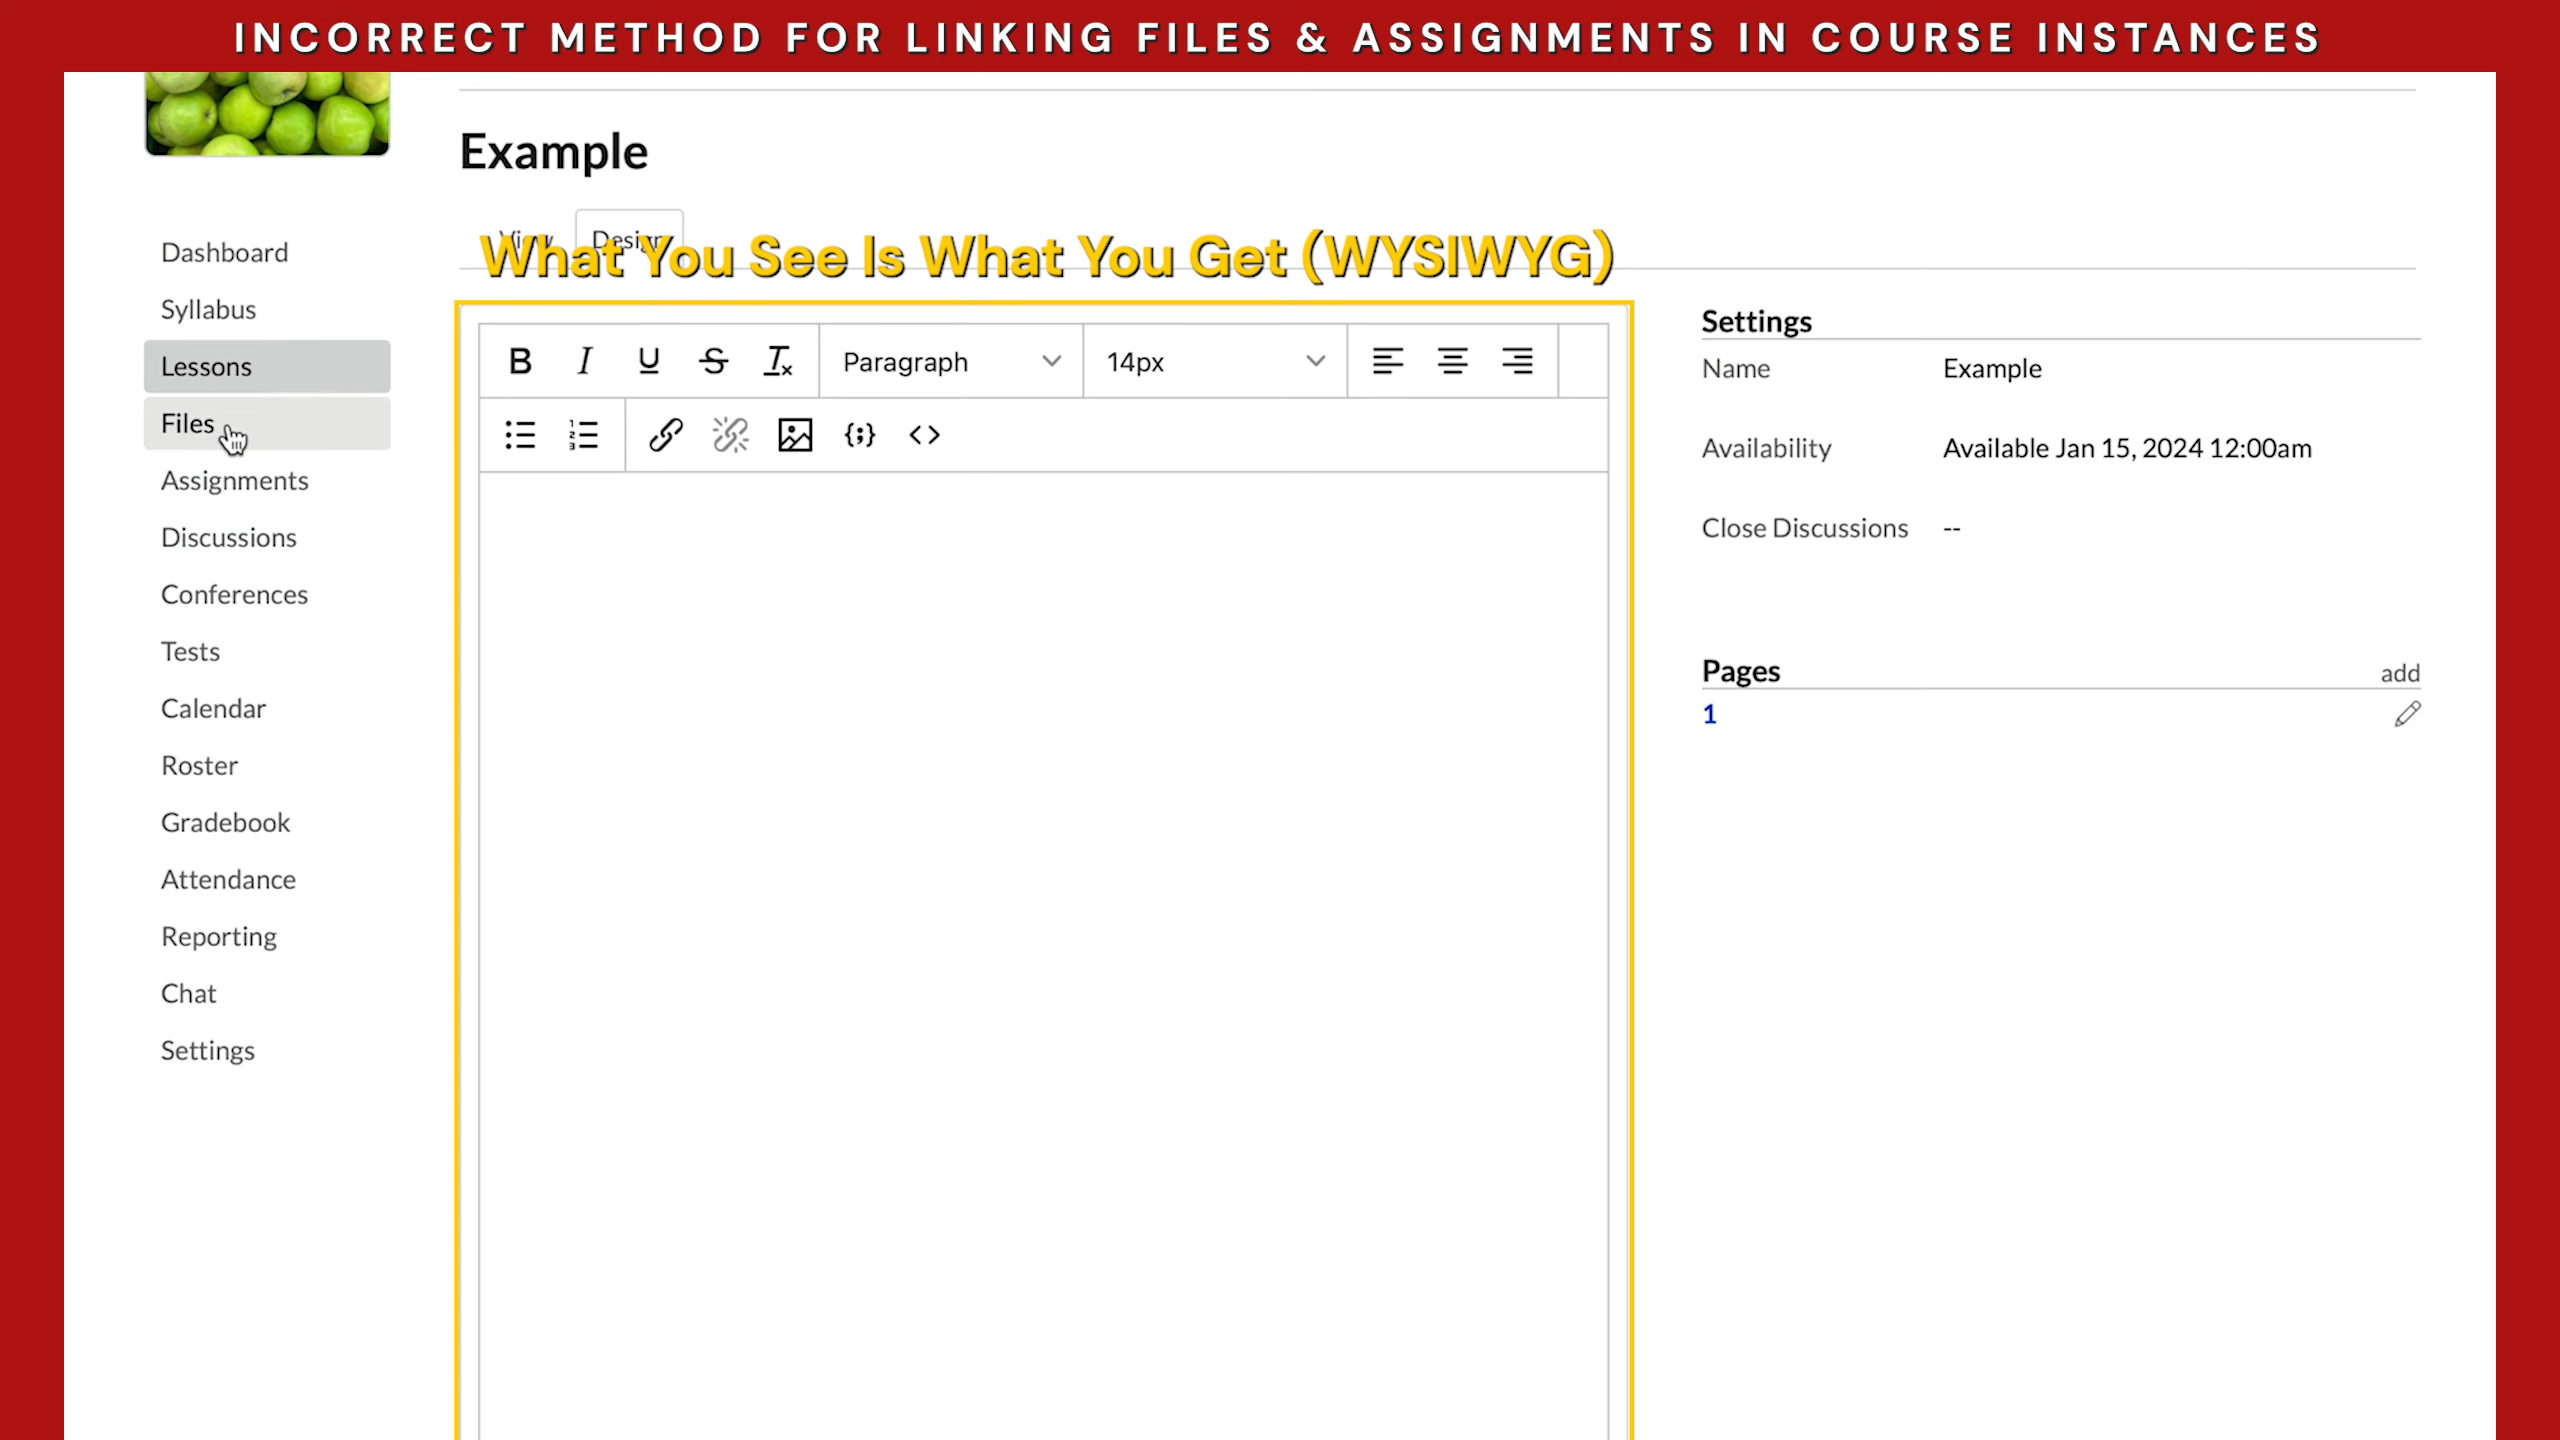 INCORRECT METHOD FOR LINKING FILES & ASSIGNMENTS IN COURSE INSTANCES
Example
View Design
What You See Is What You Get (WYSIWYG)
Dashboard
Syllabus
Lessons
Files
Assignments
Discussions
Conferences
Tests
Calendar
Roster
Gradebook
Attendance
Reporting
Chat
Settings
Paragraph 14px
Settings
Name Example
Availability Available Jan 15, 2024 12:00am
Close Discussions --
Pages add
1